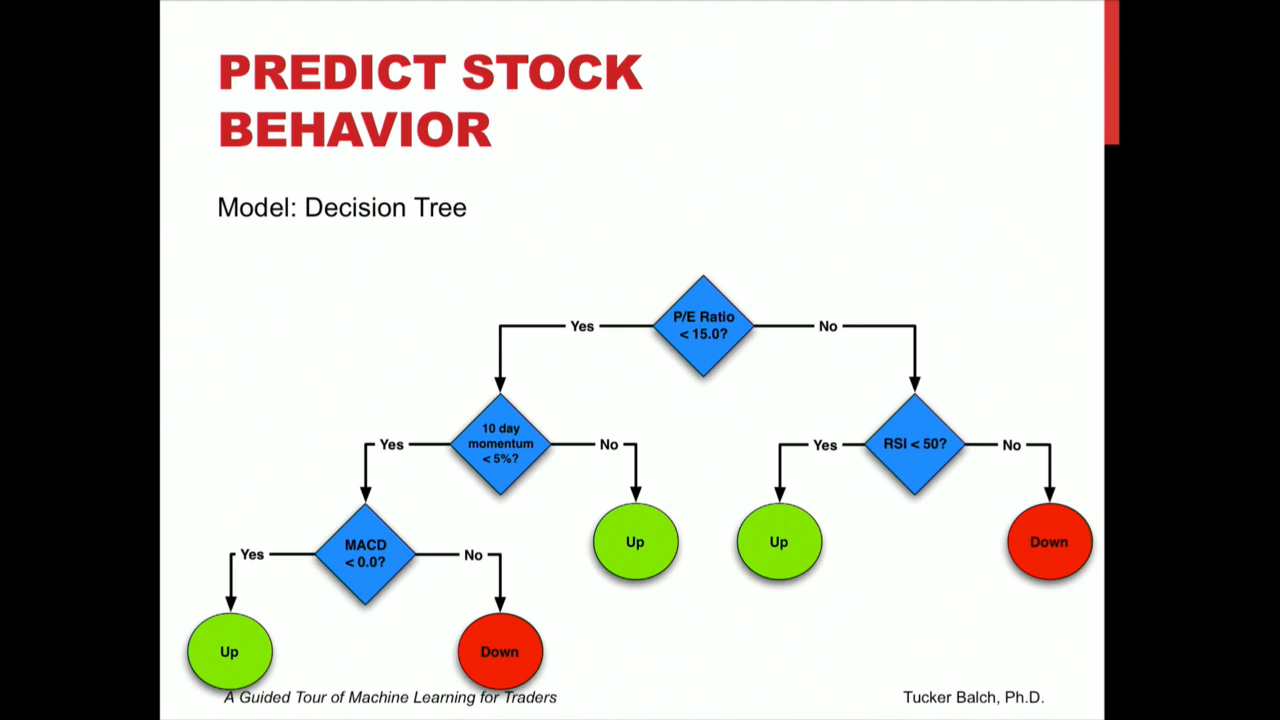 PREDICT STOCK
BEHAVIOR
Model: Decision Tree
P/E Ratio
< 15.0?
Yes
No
10 day
momentum
< 5%?
Yes
No
RSI < 50?
Yes
No
MACD
< 0.0?
Yes
No
Up
Up
Down
Up
Down
A Guided Tour of Machine Learning for Traders
Tucker Balch, Ph.D.